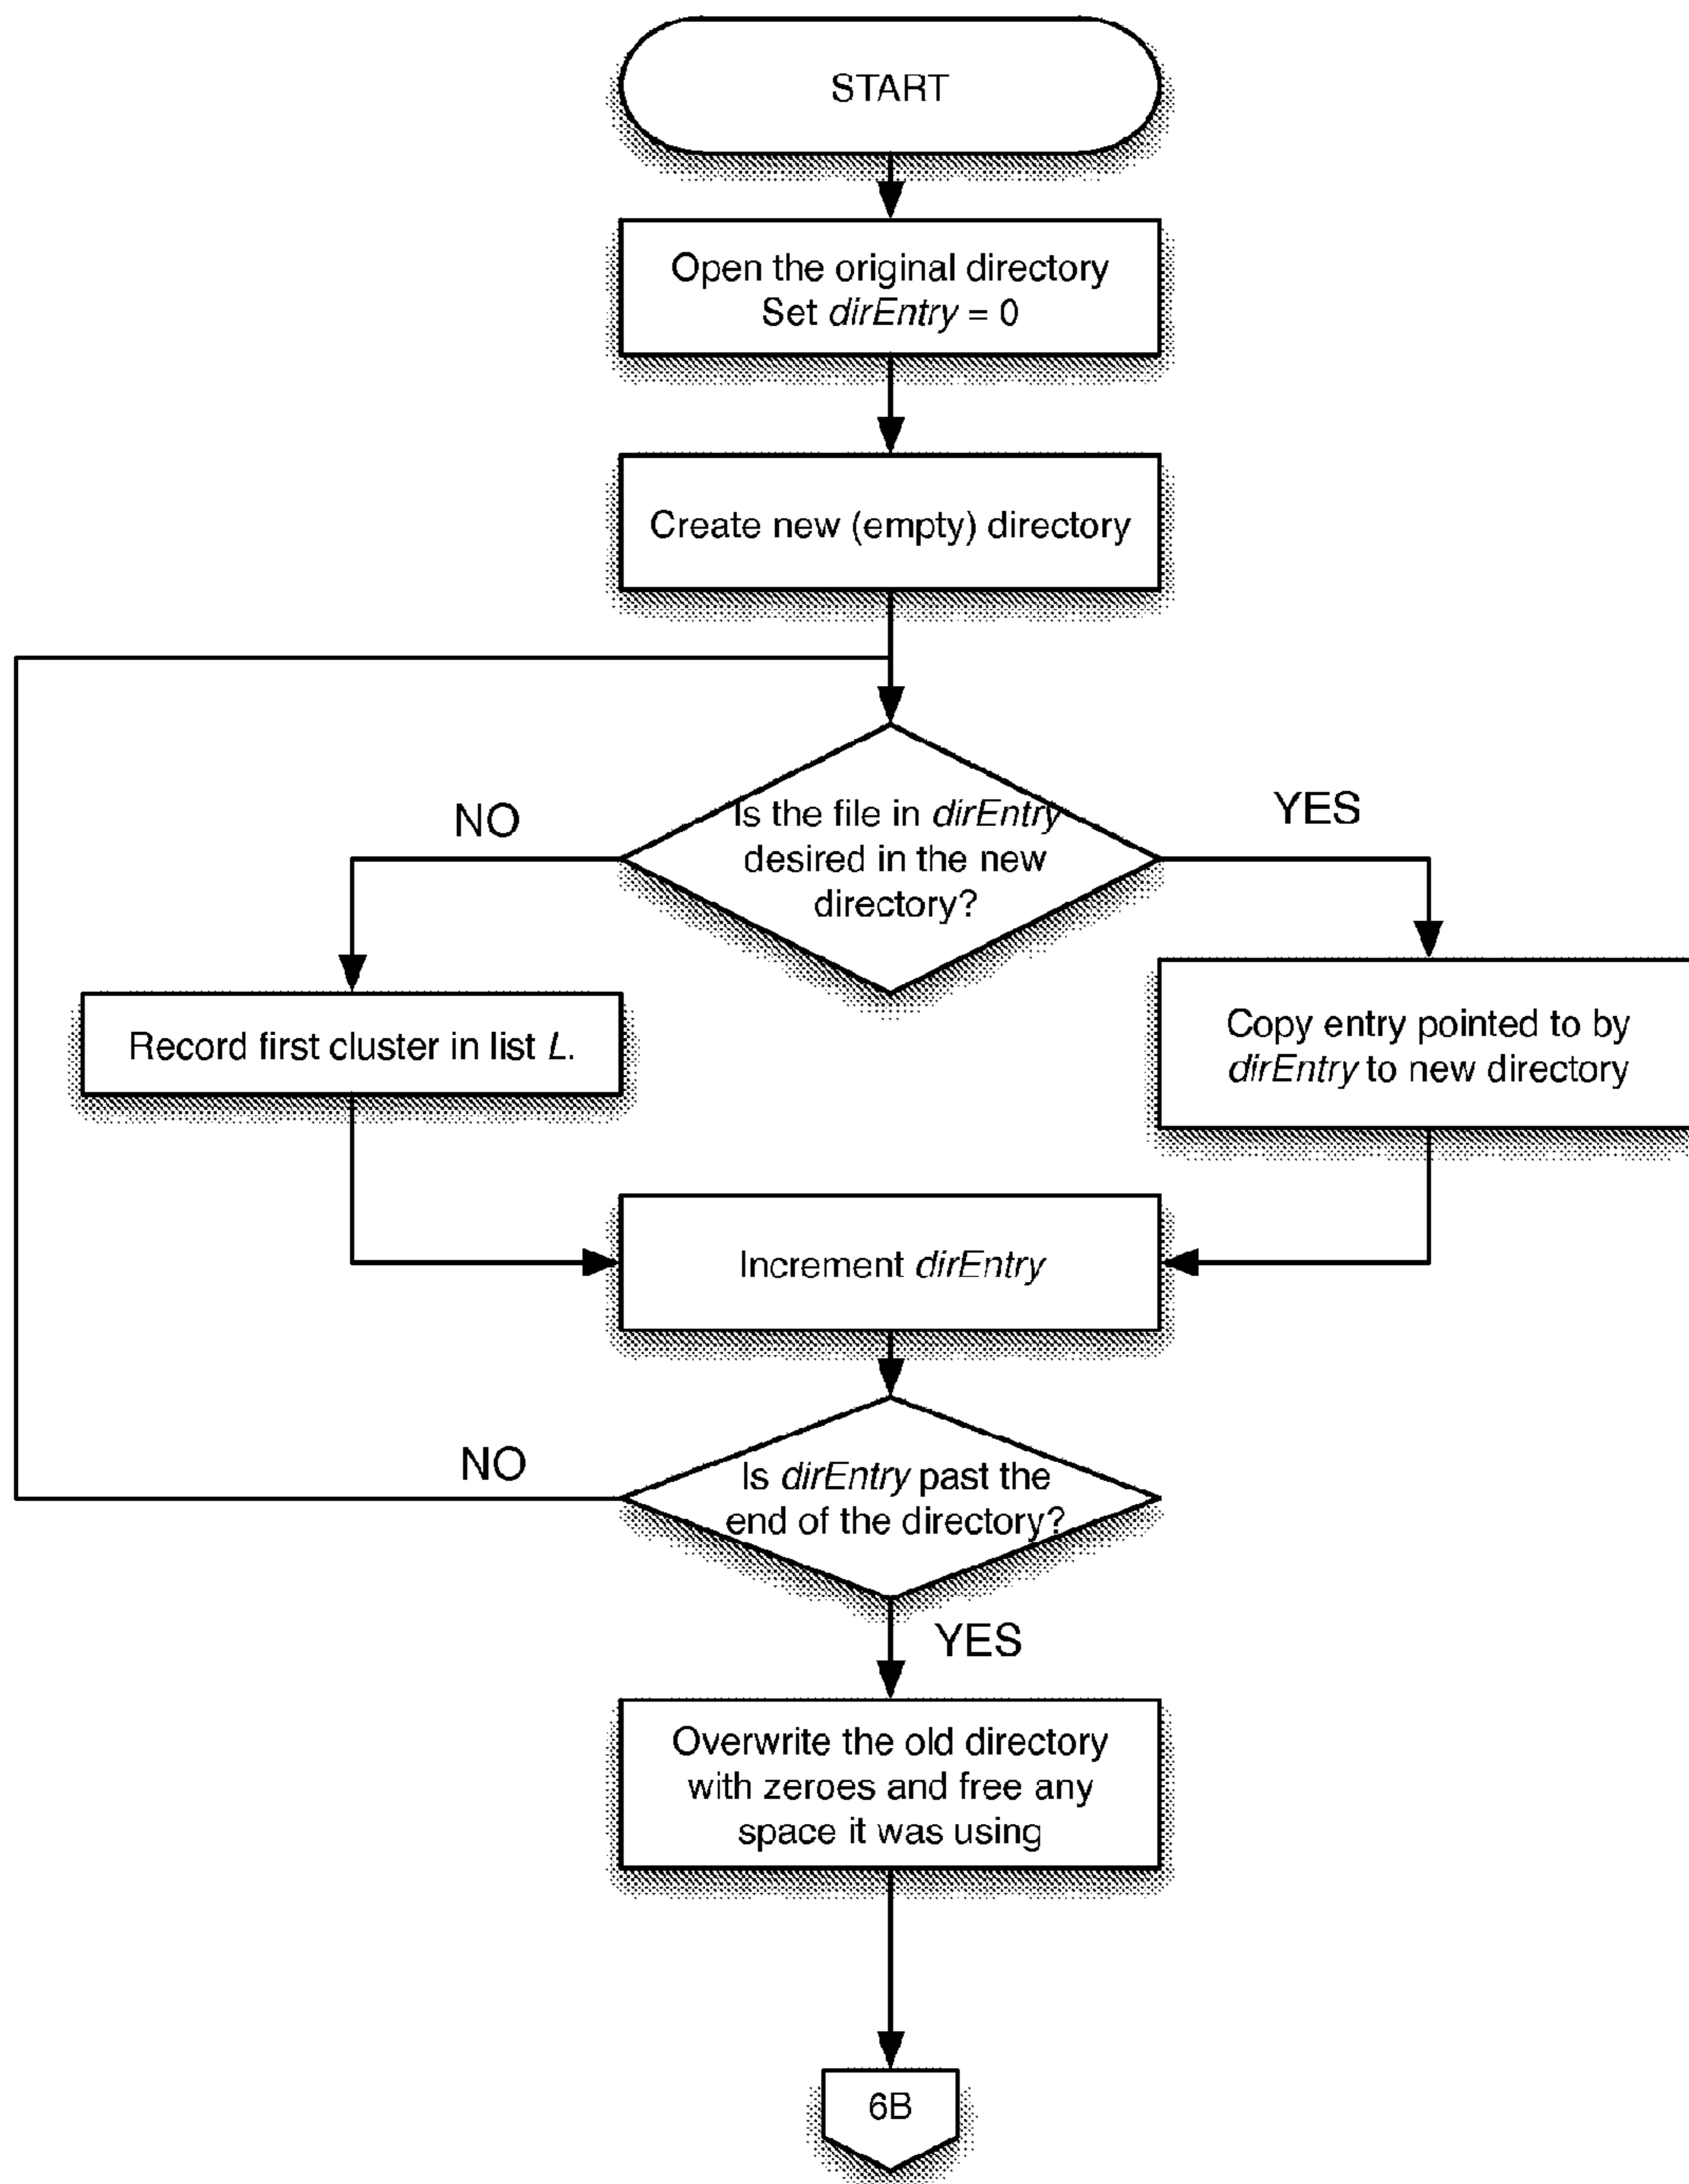 START
Open the original directory
Set dirEntry = 0
Create new (empty) directory
NO
YES
Is the file in dirEntry
desired in the new
directory?
Record first cluster in list L.
Copy entry pointed to by
dirEntry to new directory
Increment dirEntry
NO
Is dirEntry past the
end of the directory?
YES
Overwrite the old directory
with zeroes and free any
space it was using
6B